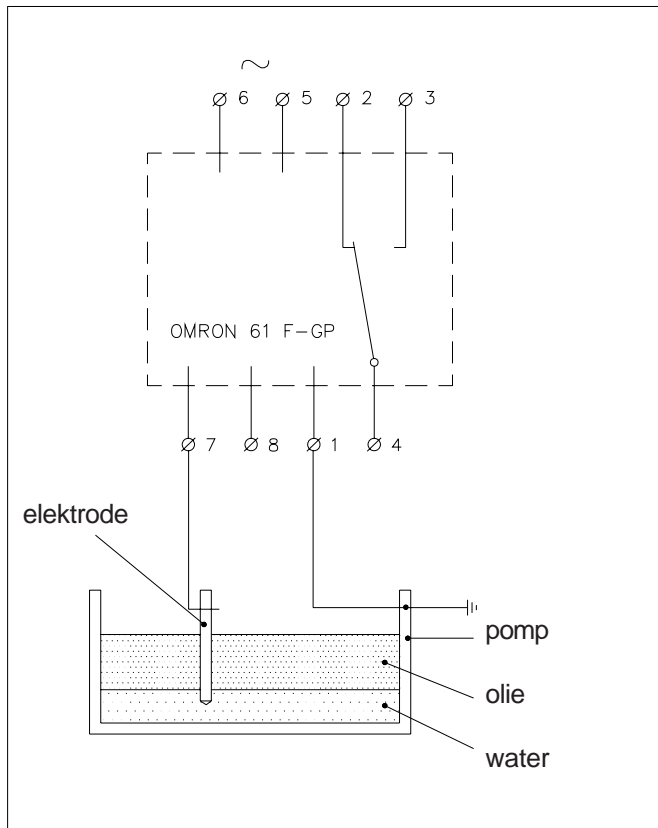 ~
6 5 2 3
OMRON 61 F-GP
7 8 1 4
elektrode
pomp
olie
water